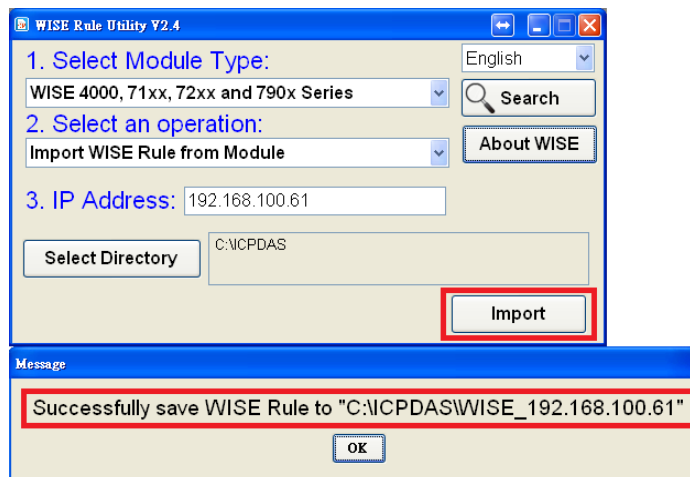 WISE Rule Utility V2.4
1. Select Module Type:
English
WISE 4000, 71xx, 72xx and 790x Series
Search
2. Select an operation:
About WISE
Import WISE Rule from Module
3. IP Address: 192.168.100.61
Select Directory
C:\ICPDAS
Import
Message
Successfully save WISE Rule to "C:\ICPDAS\WISE_192.168.100.61"
OK